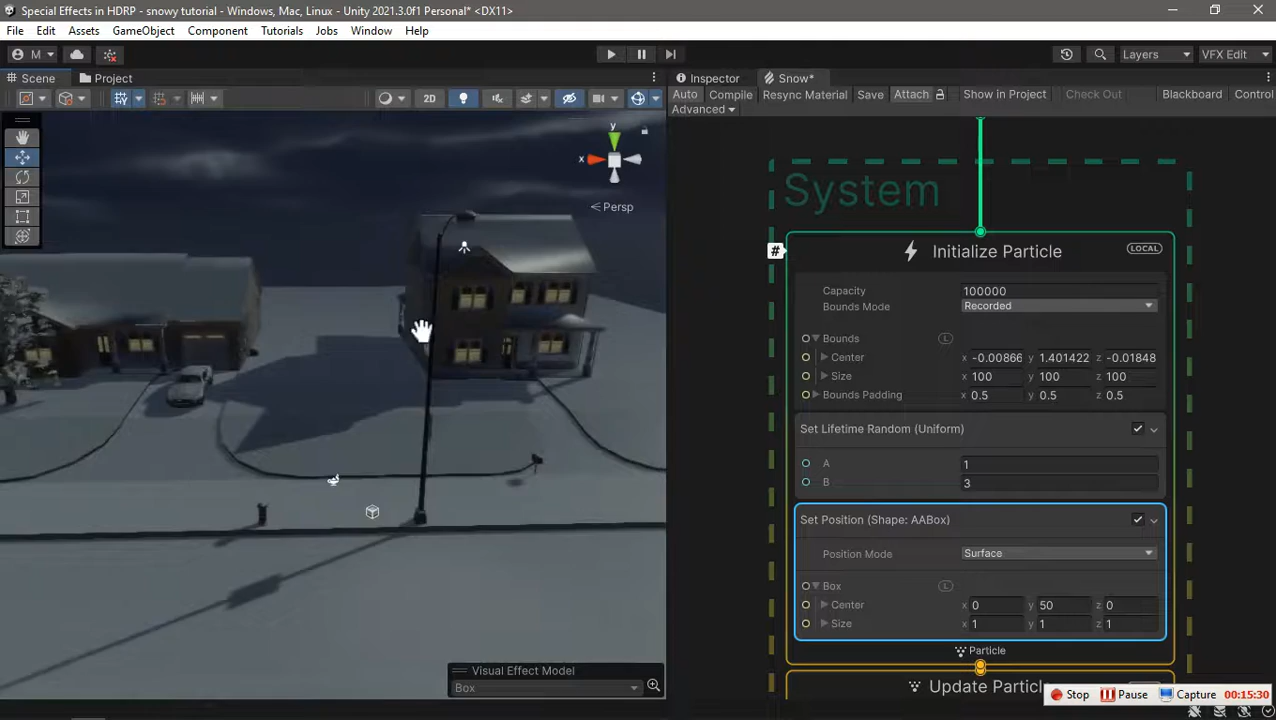 Special Effects in HDRP - snowy tutorial - Windows, Mac, Linux - Unity 2021.3.0f1 Personal* <DX11>
File Edit Assets GameObject Component Tutorials Jobs Window Help
M Layers VFX Edit
Scene Project Inspector Snow*
2D Auto Compile Resync Material Save Attach Show in Project Check Out Blackboard Control
Advanced
y
x
Persp
System
# Initialize Particle LOCAL
Capacity 100000
Bounds Mode Recorded
Bounds L
Center x -0.00866 y 1.401422 z -0.01848
Size x 100 y 100 z 100
Bounds Padding x 0.5 y 0.5 z 0.5
Set Lifetime Random (Uniform)
A 1
B 3
Set Position (Shape: AABox)
Position Mode Surface
Box L
Center x 0 y 50 z 0
Size x 1 y 1 z 1
Particle
Visual Effect Model
Box
Update Particl
Stop Pause Capture 00:15:30